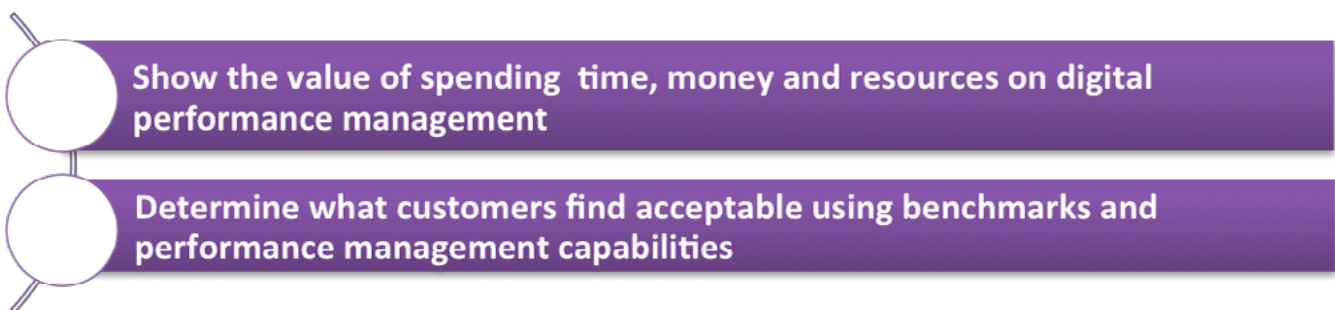 Show the value of spending  time, money and resources on digital
performance management
Determine what customers find acceptable using benchmarks and
performance management capabilities